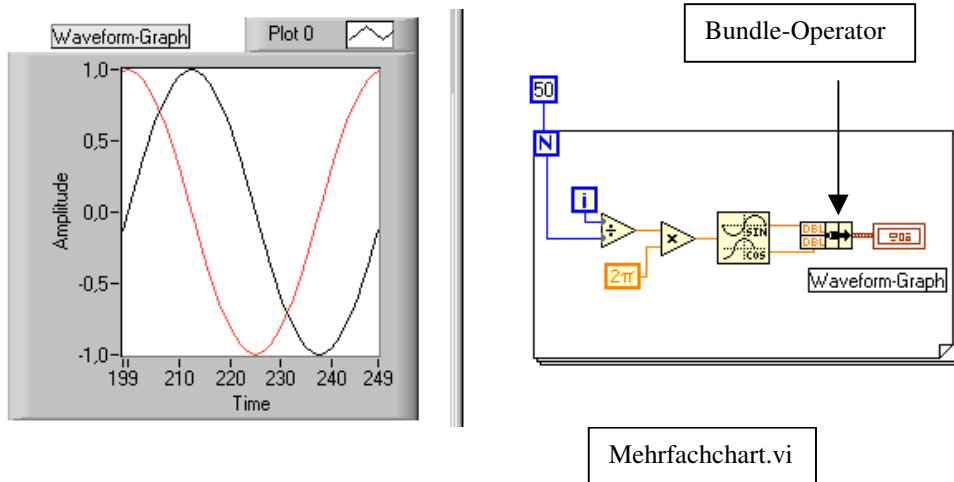 Waveform-Graph
Plot 0
1,0
0,5
0,0
-0,5
-1,0
Amplitude
199 210 220 230 240 249
Time
Bundle-Operator
50
N
i
÷
2π
x
SIN
COS
DBL
DBL
Waveform-Graph
Mehrfachchart.vi